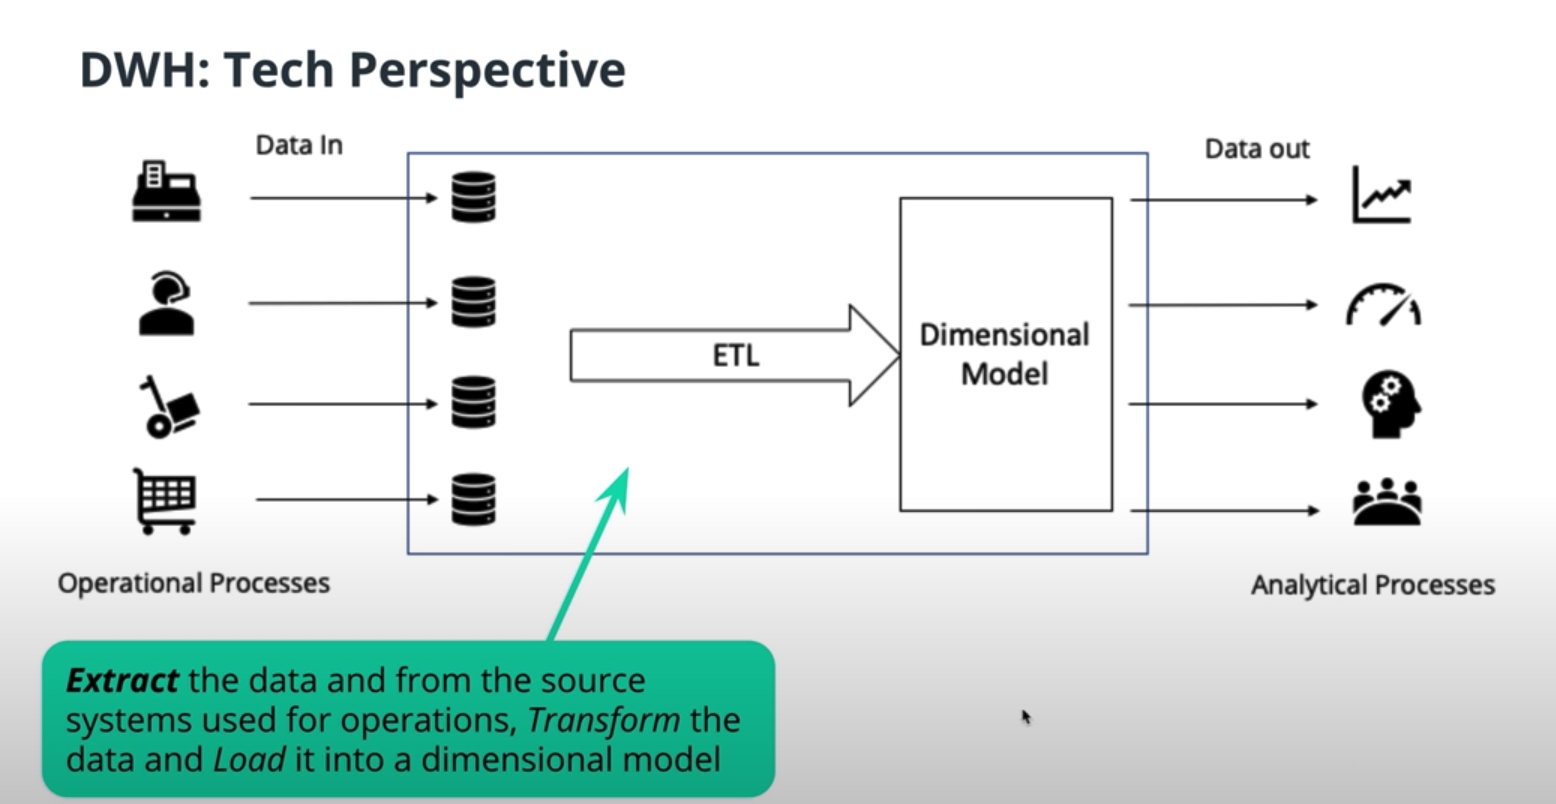 DWH: Tech Perspective
Data In
Data out
ETL
Dimensional
Model
Operational Processes
Analytical Processes
Extract the data and from the source
systems used for operations, Transform the
data and Load it into a dimensional model